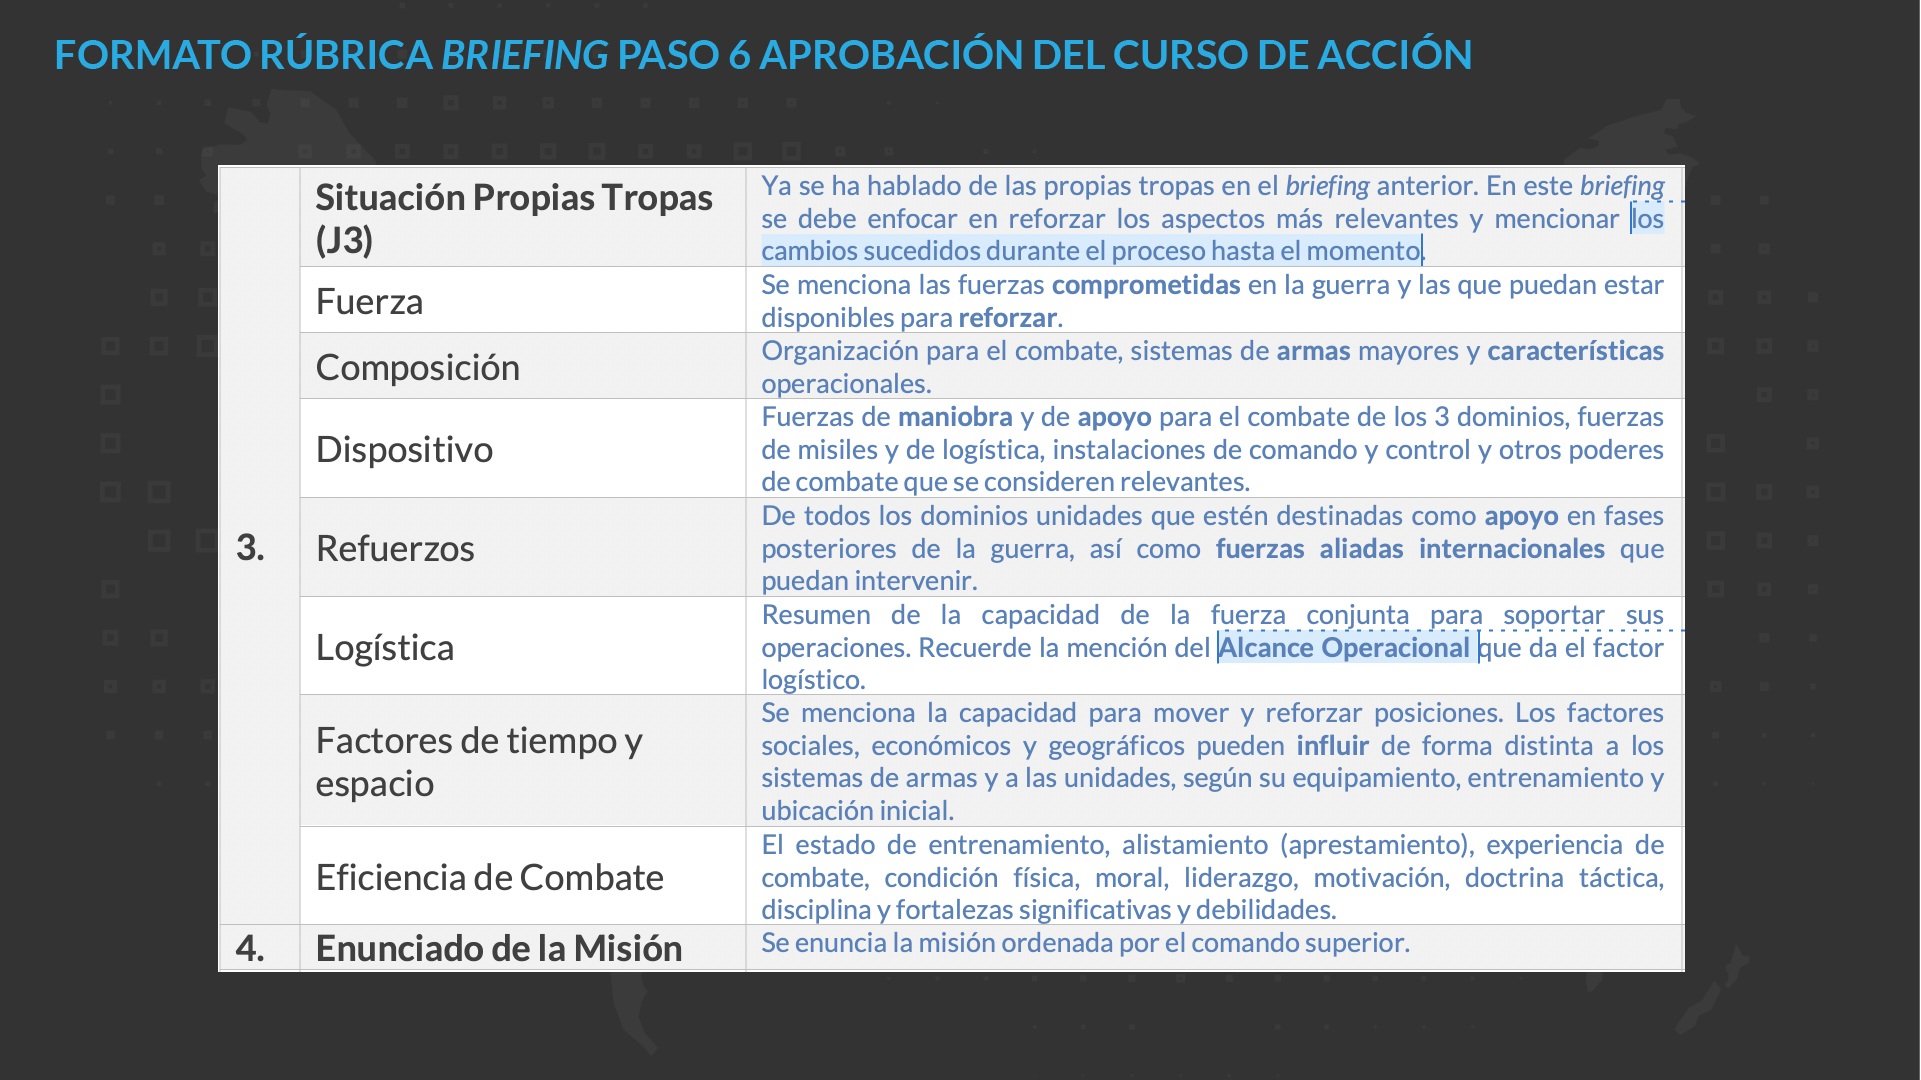 FORMATO RÚBRICA BRIEFING PASO 6 APROBACIÓN DEL CURSO DE ACCIÓN
3.
Situación Propias Tropas
(J3)
Ya se ha hablado de las propias tropas en el briefing anterior. En este briefing
se debe enfocar en reforzar los aspectos más relevantes y mencionar los
cambios sucedidos durante el proceso hasta el momento.
Fuerza
Se menciona las fuerzas comprometidas en la guerra y las que puedan estar
disponibles para reforzar.
Composición
Organización para el combate, sistemas de armas mayores y características
operacionales.
Dispositivo
Fuerzas de maniobra y de apoyo para el combate de los 3 dominios, fuerzas
de misiles y de logística, instalaciones de comando y control y otros poderes
de combate que se consideren relevantes.
Refuerzos
De todos los dominios unidades que estén destinadas como apoyo en fases
posteriores de la guerra, así como fuerzas aliadas internacionales que
puedan intervenir.
Logística
Resumen de la capacidad de la fuerza conjunta para soportar sus
operaciones. Recuerde la mención del Alcance Operacional que da el factor
logístico.
Factores de tiempo y
espacio
Se menciona la capacidad para mover y reforzar posiciones. Los factores
sociales, económicos y geográficos pueden influir de forma distinta a los
sistemas de armas y a las unidades, según su equipamiento, entrenamiento y
ubicación inicial.
Eficiencia de Combate
El estado de entrenamiento, alistamiento (aprestamiento), experiencia de
combate, condición física, moral, liderazgo, motivación, doctrina táctica,
disciplina y fortalezas significativas y debilidades.
4.
Enunciado de la Misión
Se enuncia la misión ordenada por el comando superior.